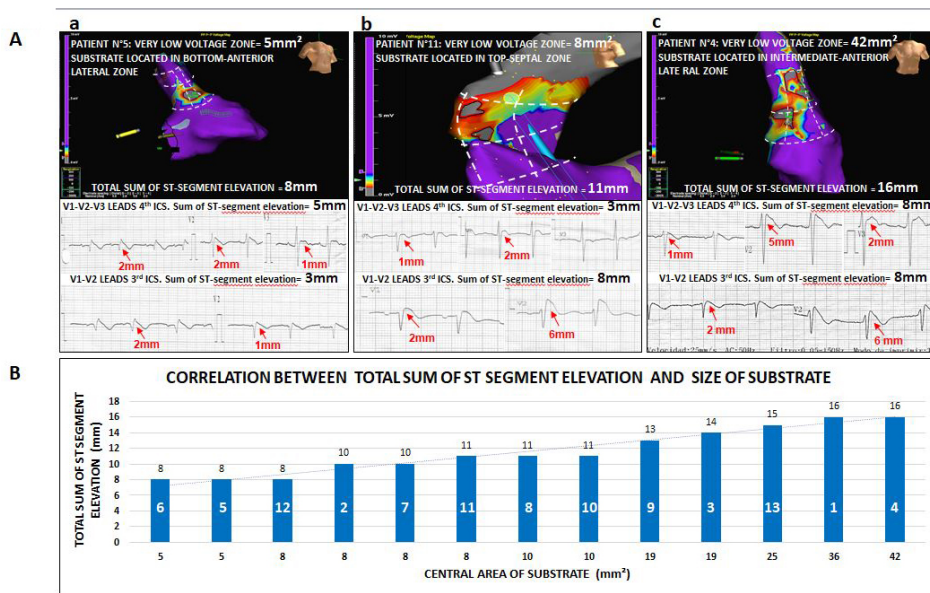 a
b
c
A
PATIENT N°5: VERY LOW VOLTAGE ZONE= 5mm²
SUBSTRATE LOCATED IN BOTTOM-ANTERIOR
LATERAL ZONE
TOTAL SUM OF ST-SEGMENT ELEVATION = 8mm
V1-V2-V3 LEADS 4th ICS. Sum of ST-segment elevation= 5mm
2mm
2mm
1mm
V1-V2 LEADS 3rd ICS. Sum of ST-segment elevation= 3mm
2mm
1mm
PATIENT N°11: VERY LOW VOLTAGE ZONE= 8mm²
SUBSTRATE LOCATED IN TOP-SEPTAL ZONE
TOTAL SUM OF ST-SEGMENT ELEVATION = 11mm
V1-V2-V3 LEADS 4th ICS. Sum of ST-segment elevation= 3mm
1mm
2mm
V1-V2 LEADS 3rd ICS. Sum of ST-segment elevation= 8mm
2mm
6mm
PATIENT N°4: VERY LOW VOLTAGE ZONE= 42mm²
SUBSTRATE LOCATED IN INTERMEDIATE-ANTERIOR
LATE RAL ZONE
TOTAL SUM OF ST-SEGMENT ELEVATION = 16mm
V1-V2-V3 LEADS 4th ICS. Sum of ST-segment elevation= 8mm
1mm
5mm
2mm
V1-V2 LEADS 3rd ICS. Sum of ST-segment elevation= 8mm
2 mm
6 mm
B
CORRELATION BETWEEN TOTAL SUM OF ST SEGMENT ELEVATION AND SIZE OF SUBSTRATE
TOTAL SUM OF ST SEGMENT
ELEVATION (mm)
18
16
14
12
10
8
6
4
2
0
8 8 8 10 10 11 11 11 13 14 15 16 16
6 5 12 2 7 11 8 10 9 3 13 1 4
5 5 8 8 8 8 10 10 19 19 25 36 42
CENTRAL AREA OF SUBSTRATE (mm²)